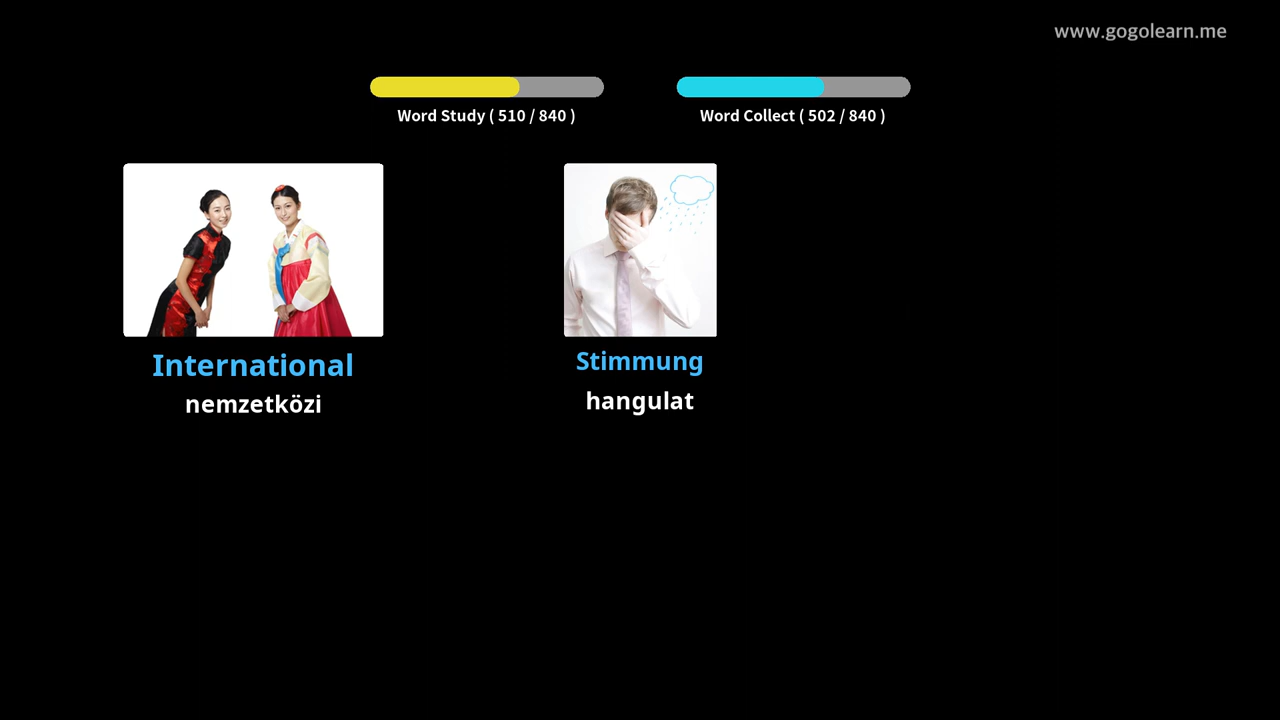 www.gogolearn.me
Word Study ( 510 / 840 )
Word Collect ( 502 / 840 )
International
nemzetközi
Stimmung
hangulat